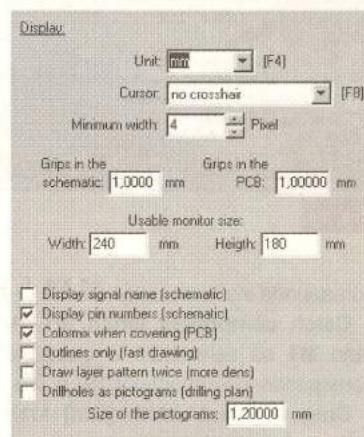 Display:
Unit: mm [F4]
Cursor: no crosshair [F8]
Minimum width: 4 Pixel
Grips in the schematic: 1,0000 mm Grips in the PCB: 1,00000 mm
Usable monitor size:
Width: 240 mm Heigth: 180 mm
Display signal name (schematic)
Display pin numbers (schematic)
Colormix when covering (PCB)
Outlines only (fast drawing)
Draw layer pattern twice (more dens)
Drillholes as pictograms (drilling plan)
Size of the pictograms: 1,20000 mm